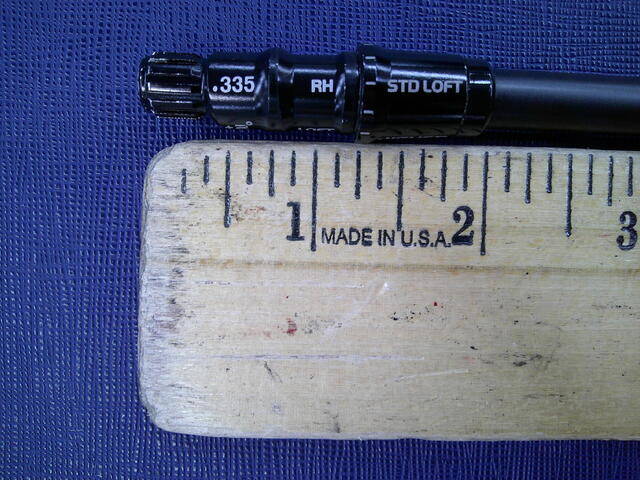 .335 RH STD LOFT
1 MADE IN U.S.A. 2 3